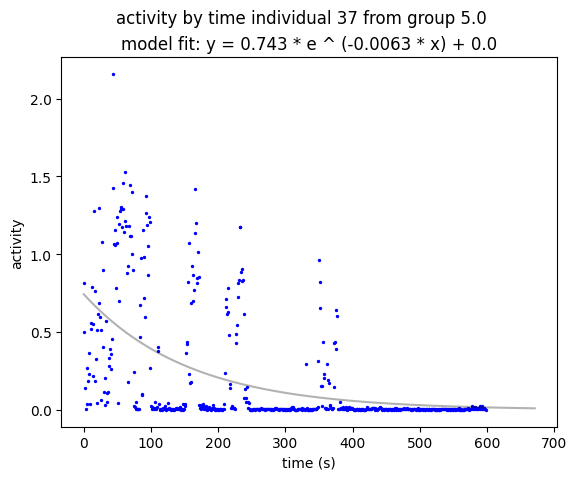 activity by time individual 37 from group 5.0
model fit: y = 0.743 * e ^ (-0.0063 * x) + 0.0
2.0
1.5
1.0
0.5
0.0
activity
0 100 200 300 400 500 600 700
time (s)